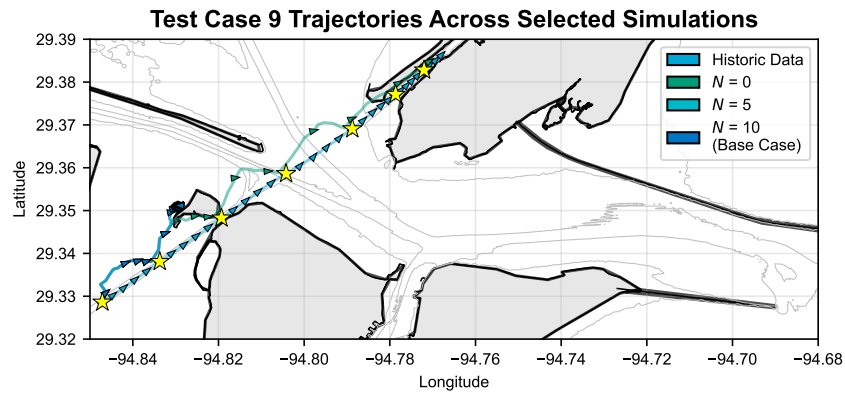 Test Case 9 Trajectories Across Selected Simulations
29.39
29.38
29.37
29.36
29.35
29.34
29.33
29.32
Latitude
Historic Data
N = 0
N = 5
N = 10
(Base Case)
−94.84
−94.82
−94.80
−94.78
−94.76
−94.74
−94.72
−94.70
−94.68
Longitude